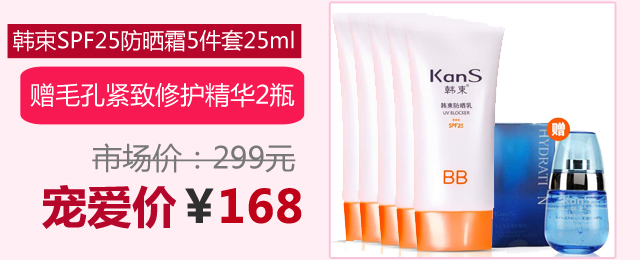 韩束SPF25防晒霜5件套25ml
赠毛孔紧致修护精华2瓶
市场价：299元
宠爱价￥168
KanS
韩束®
韩束防晒乳
UV BLOCKER
SPF25
BB
赠
HYDRATI N
KanS